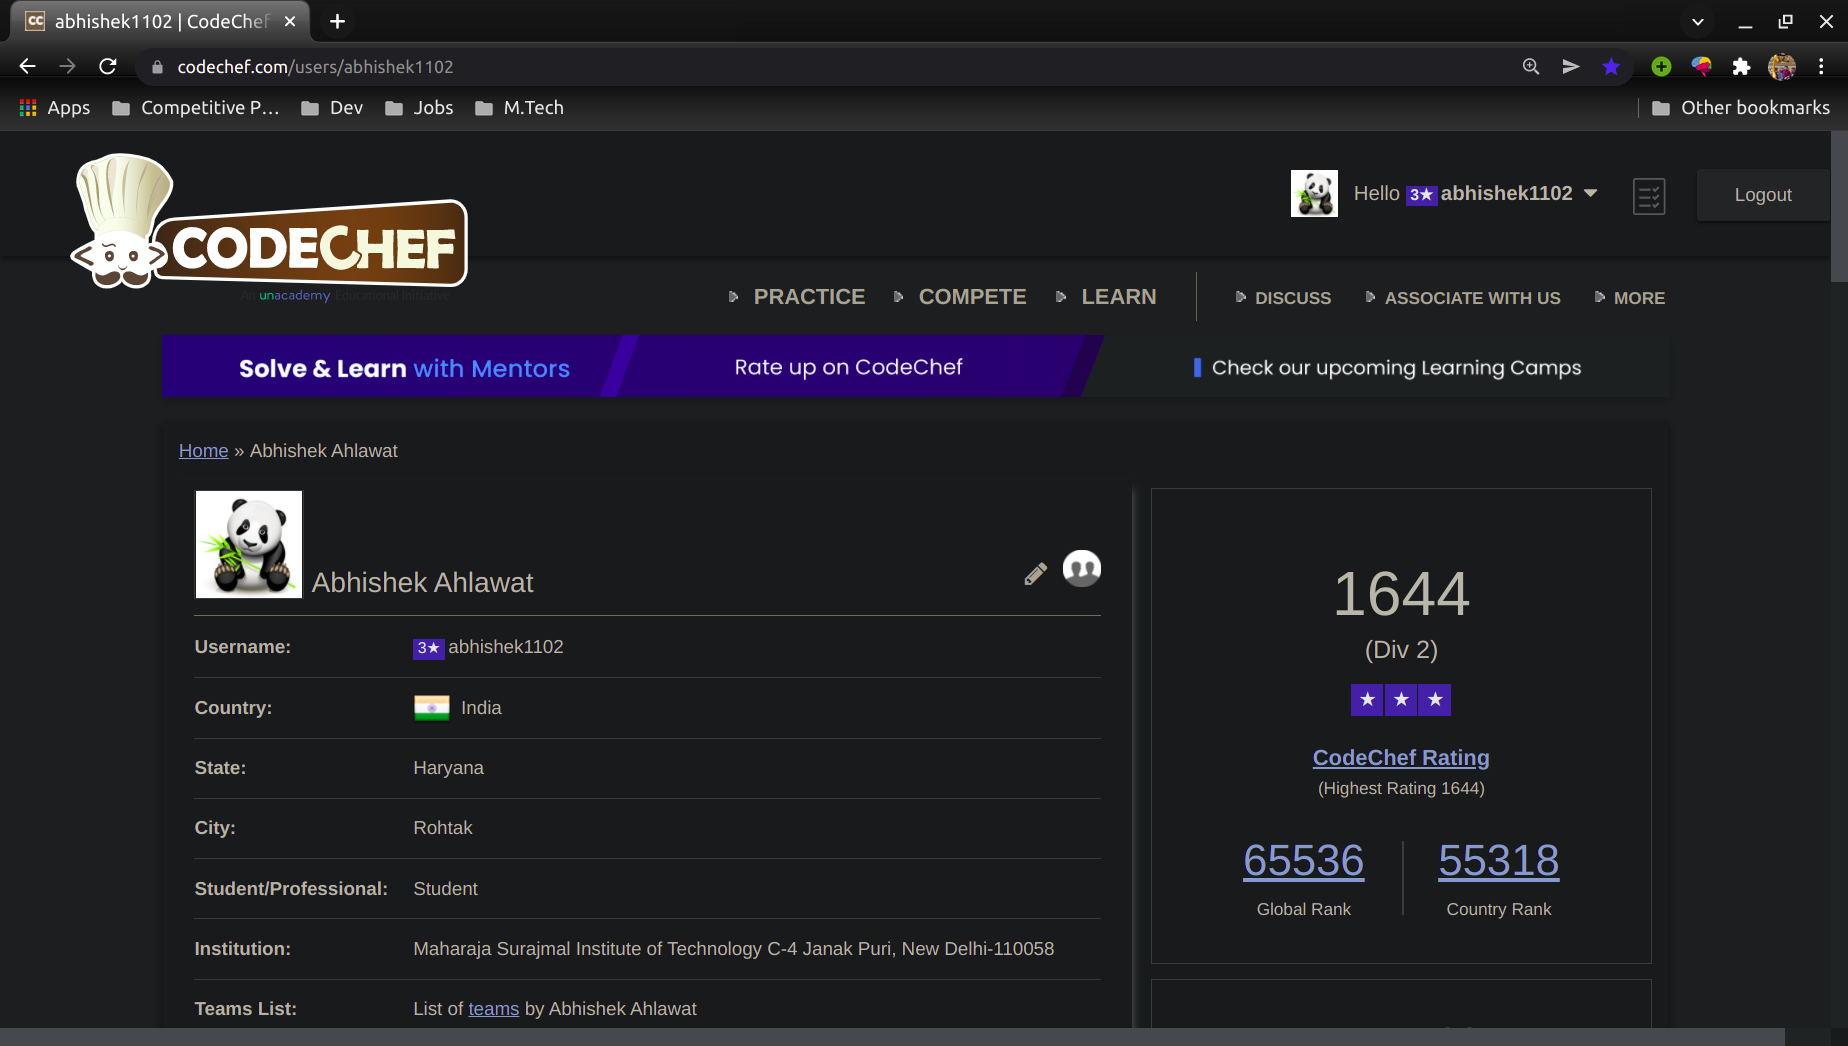 abhishek1102 | CodeChef
codechef.com/users/abhishek1102
Apps Competitive P... Dev Jobs M.Tech Other bookmarks
CODECHEF
An unacademy Educational Initiative
Hello 3★ abhishek1102
Logout
PRACTICE COMPETE LEARN DISCUSS ASSOCIATE WITH US MORE
Solve & Learn with Mentors Rate up on CodeChef Check our upcoming Learning Camps
Home » Abhishek Ahlawat
Abhishek Ahlawat
Username: 3★ abhishek1102
Country: India
State: Haryana
City: Rohtak
Student/Professional: Student
Institution: Maharaja Surajmal Institute of Technology C-4 Janak Puri, New Delhi-110058
Teams List: List of teams by Abhishek Ahlawat
1644
(Div 2)
★ ★ ★
CodeChef Rating
(Highest Rating 1644)
65536 55318
Global Rank Country Rank